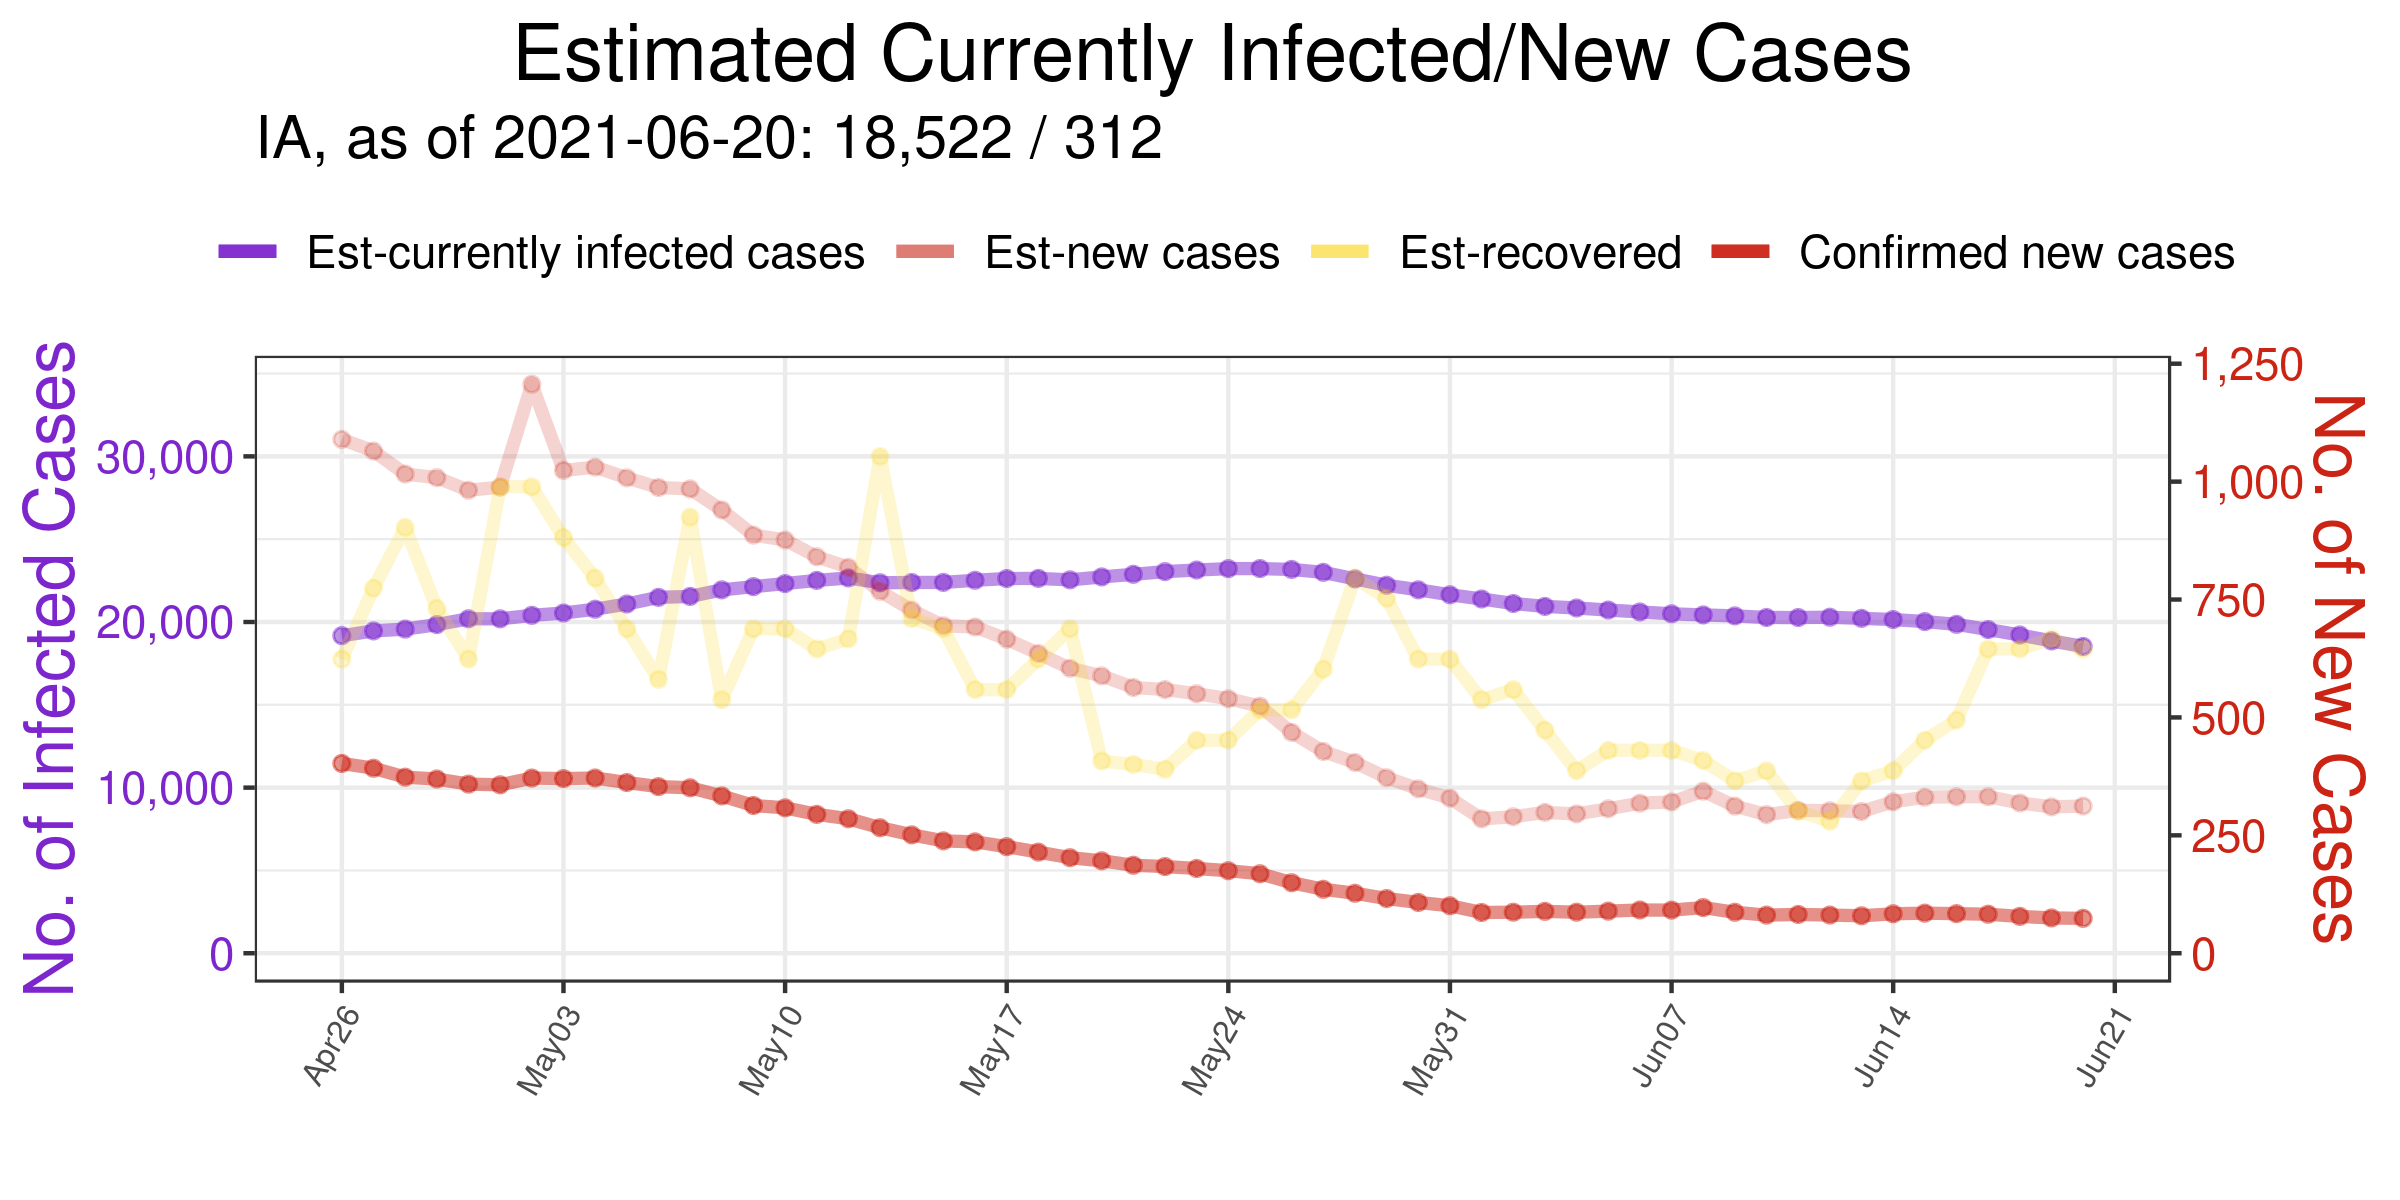 Estimated Currently Infected/New Cases
IA, as of 2021-06-20: 18,522 / 312
Est-currently infected cases Est-new cases Est-recovered Confirmed new cases
No. of Infected Cases
30,000
20,000
10,000
0
1,250
1,000
750
500
250
0
No. of New Cases
Apr26 May03 May10 May17 May24 May31 Jun07 Jun14 Jun21